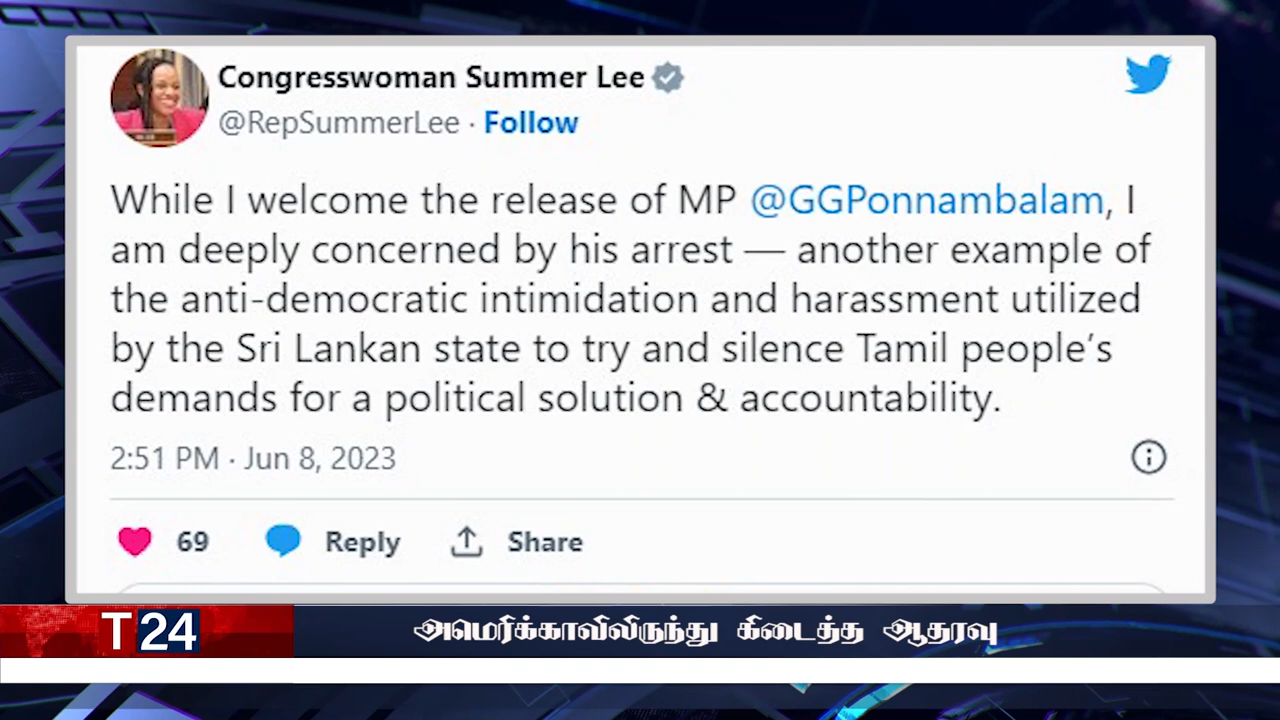 Congresswoman Summer Lee
@RepSummerLee · Follow
While I welcome the release of MP @GGPonnambalam, I
am deeply concerned by his arrest — another example of
the anti-democratic intimidation and harassment utilized
by the Sri Lankan state to try and silence Tamil people’s
demands for a political solution & accountability.
2:51 PM · Jun 8, 2023
69 Reply Share
T24 அமெரிக்காவிலிருந்து கிடைத்த ஆதரவு